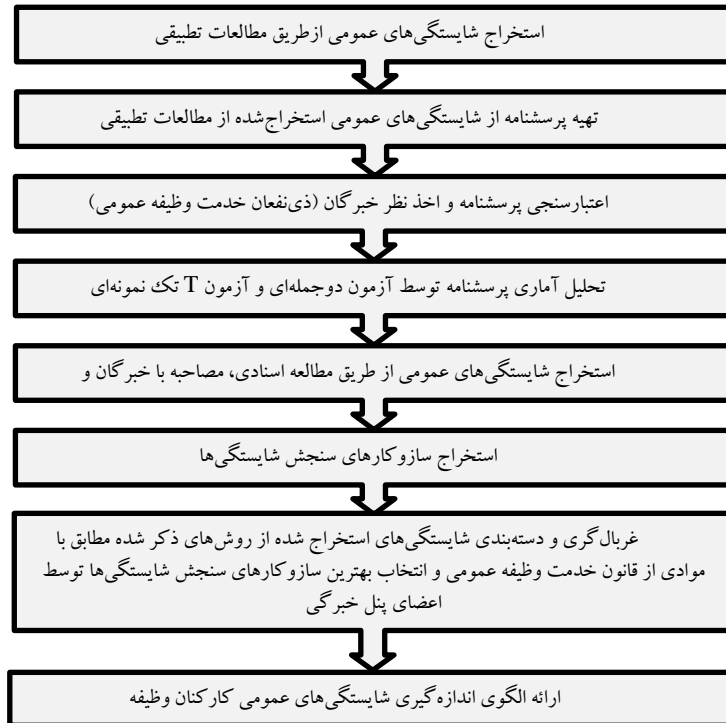 استخراج شایستگی‌های عمومی ازطریق مطالعات تطبیقی
تهیه پرسشنامه از شایستگی‌های عمومی استخراج‌شده از مطالعات تطبیقی
اعتبارسنجی پرسشنامه و اخذ نظر خبرگان (ذی‌نفعان خدمت وظیفه عمومی)
تحلیل آماری پرسشنامه توسط آزمون دوجمله‌ای و آزمون T تک نمونه‌ای
استخراج شایستگی‌های عمومی از طریق مطالعه اسنادی، مصاحبه با خبرگان و
استخراج سازوکارهای سنجش شایستگی‌ها
غربال‌گری و دسته‌بندی شایستگی‌های استخراج شده از روش‌های ذکر شده مطابق با
موادی از قانون خدمت وظیفه عمومی و انتخاب بهترین سازوکارهای سنجش شایستگی‌ها توسط
اعضای پنل خبرگی
ارائه الگوی اندازه‌گیری شایستگی‌های عمومی کارکنان وظیفه